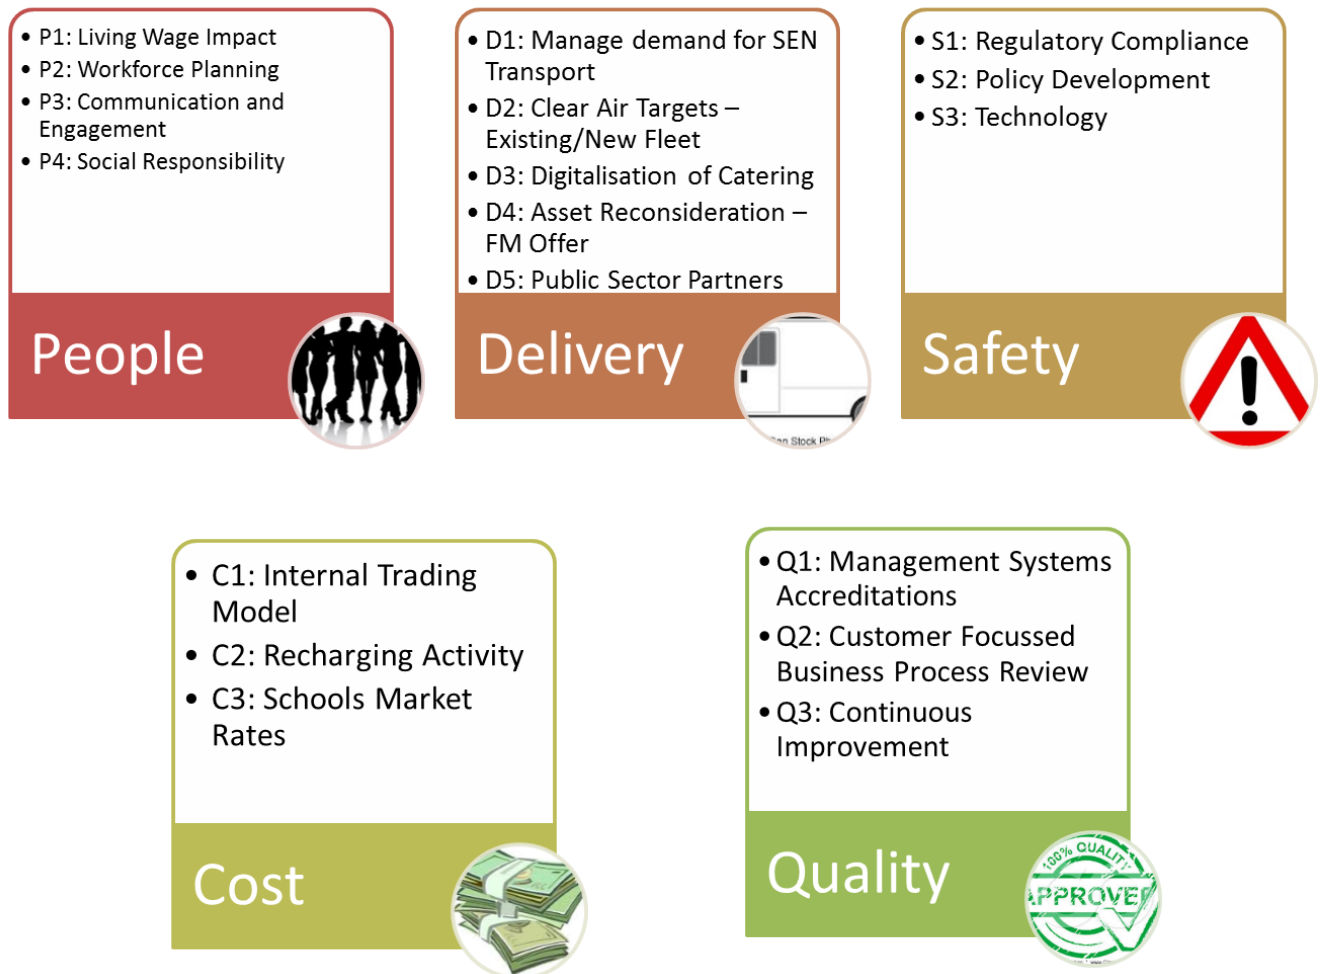 • P1: Living Wage Impact
• P2: Workforce Planning
• P3: Communication and
Engagement
• P4: Social Responsibility
People
• D1: Manage demand for SEN
Transport
• D2: Clear Air Targets –
Existing/New Fleet
• D3: Digitalisation of Catering
• D4: Asset Reconsideration –
FM Offer
• D5: Public Sector Partners
Delivery
Stock
• S1: Regulatory Compliance
• S2: Policy Development
• S3: Technology
Safety
!
• C1: Internal Trading
Model
• C2: Recharging Activity
• C3: Schools Market
Rates
Cost
• Q1: Management Systems
Accreditations
• Q2: Customer Focussed
Business Process Review
• Q3: Continuous
Improvement
Quality
100% QUALITY
APPROVED